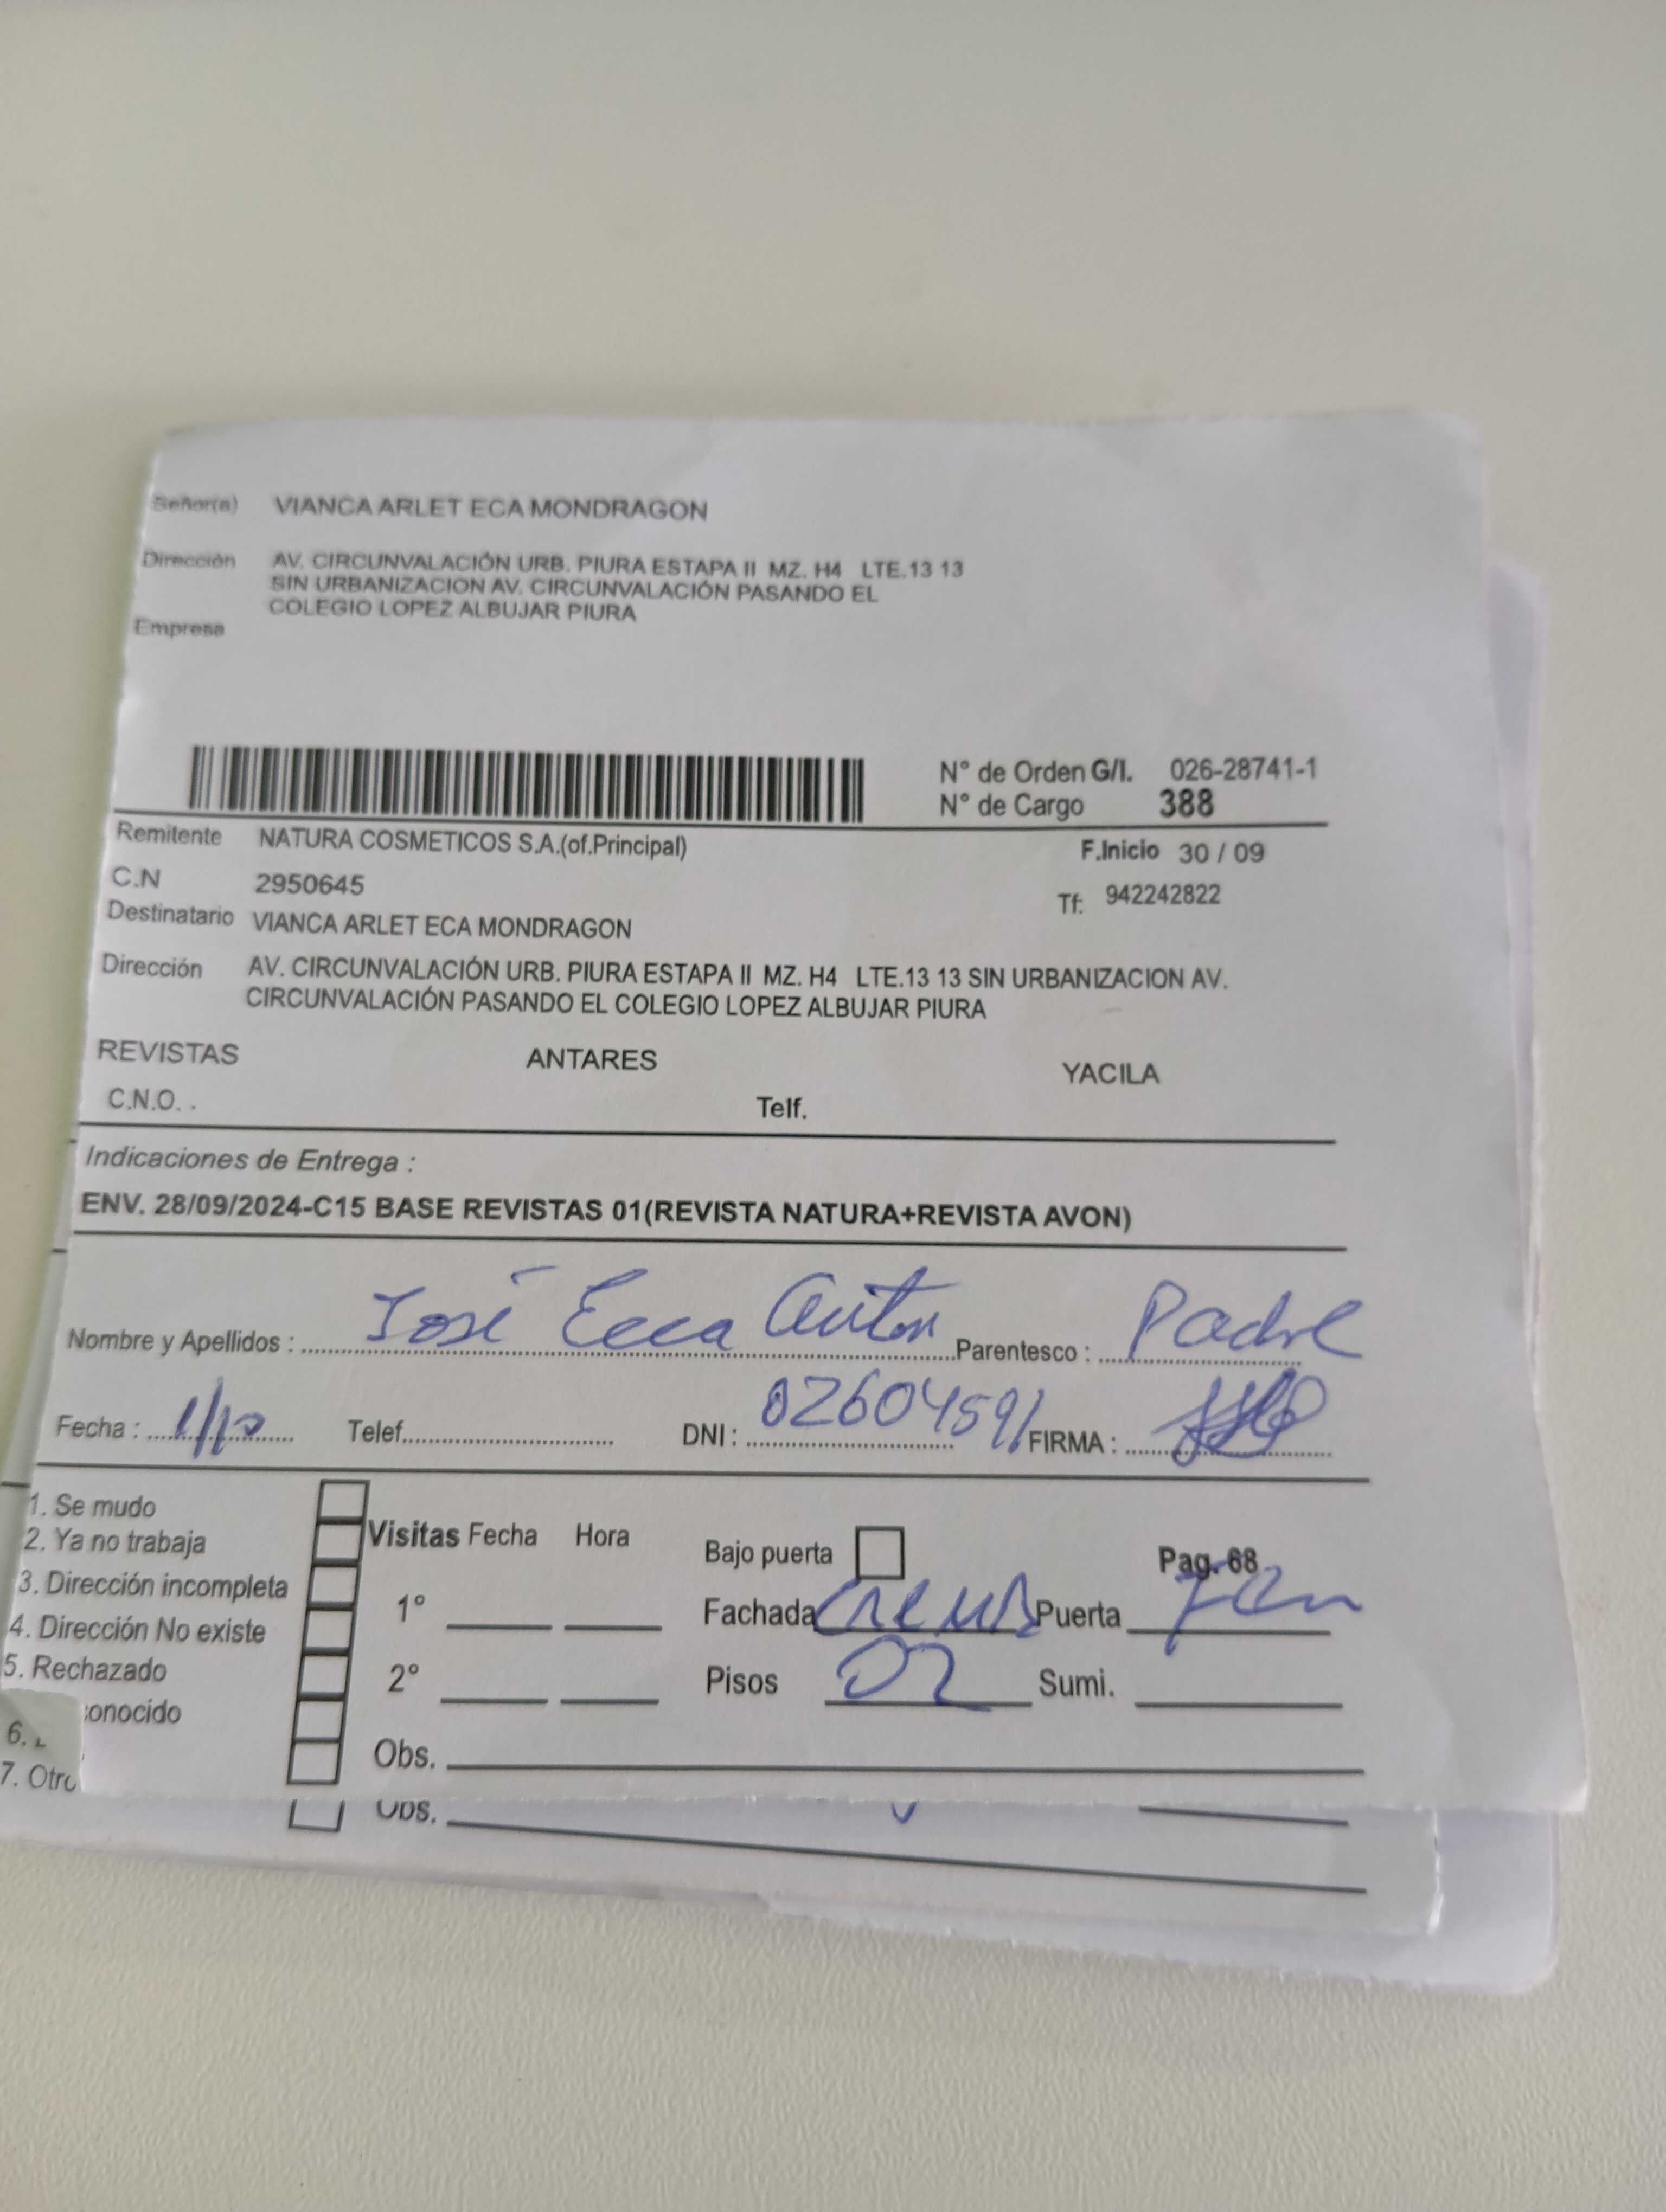 Señor(a) VIANCA ARLET ECA MONDRAGON
Dirección AV. CIRCUNVALACIÓN URB. PIURA ESTAPA II MZ. H4 LTE.13 13
SIN URBANIZACION AV. CIRCUNVALACIÓN PASANDO EL
COLEGIO LOPEZ ALBUJAR PIURA
Empresa
N° de Orden G/I. 026-28741-1
N° de Cargo 388
Remitente NATURA COSMETICOS S.A.(of.Principal) F.Inicio 30 / 09
C.N 2950645 Tf: 942242822
Destinatario VIANCA ARLET ECA MONDRAGON
Dirección AV. CIRCUNVALACIÓN URB. PIURA ESTAPA II MZ. H4 LTE.13 13 SIN URBANIZACION AV.
CIRCUNVALACIÓN PASANDO EL COLEGIO LOPEZ ALBUJAR PIURA
REVISTAS ANTARES YACILA
C.N.O. . Telf.
Indicaciones de Entrega :
ENV. 28/09/2024-C15 BASE REVISTAS 01(REVISTA NATURA+REVISTA AVON)
Nombre y Apellidos : José Parentesco : Padre
Fecha : 1/10 Telef. DNI : 02604591 FIRMA :
1. Se mudo
2. Ya no trabaja Visitas Fecha Hora Bajo puerta Pag. 68
3. Dirección incompleta
4. Dirección No existe 1° Fachada Puerta
5. Rechazado 2° Pisos 02 Sumi.
6. conocido
7. Otro Obs.
Obs.